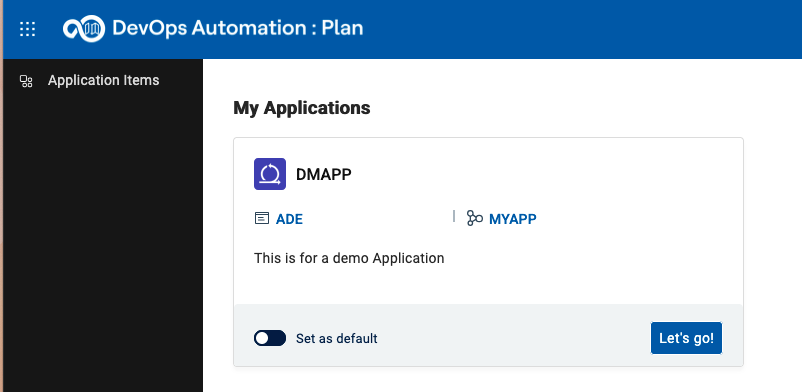 DevOps Automation : Plan
Application Items
My Applications
DMAPP
ADE
MYAPP
This is for a demo Application
Set as default
Let's go!